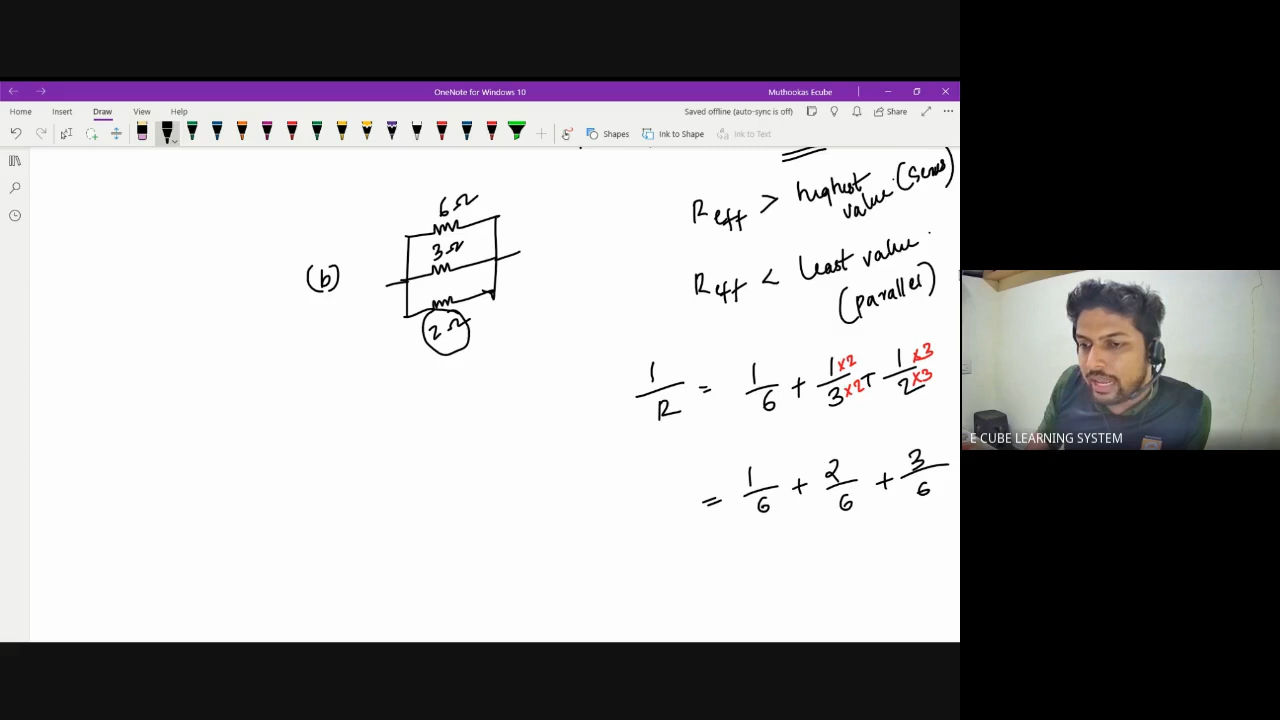 OneNote for Windows 10
Muthookas Ecube
Home Insert Draw View Help
Saved offline (auto-sync is off)
Share
Shapes
Ink to Shape
Ink to Text
(b)
6Ω
3Ω
2Ω
R eff > highest value (series)
R eff < least value (parallel)
1/R = 1/6 + 1×2/3×2 + 1×3/2×3
= 1/6 + 2/6 + 3/6
E CUBE LEARNING SYSTEM